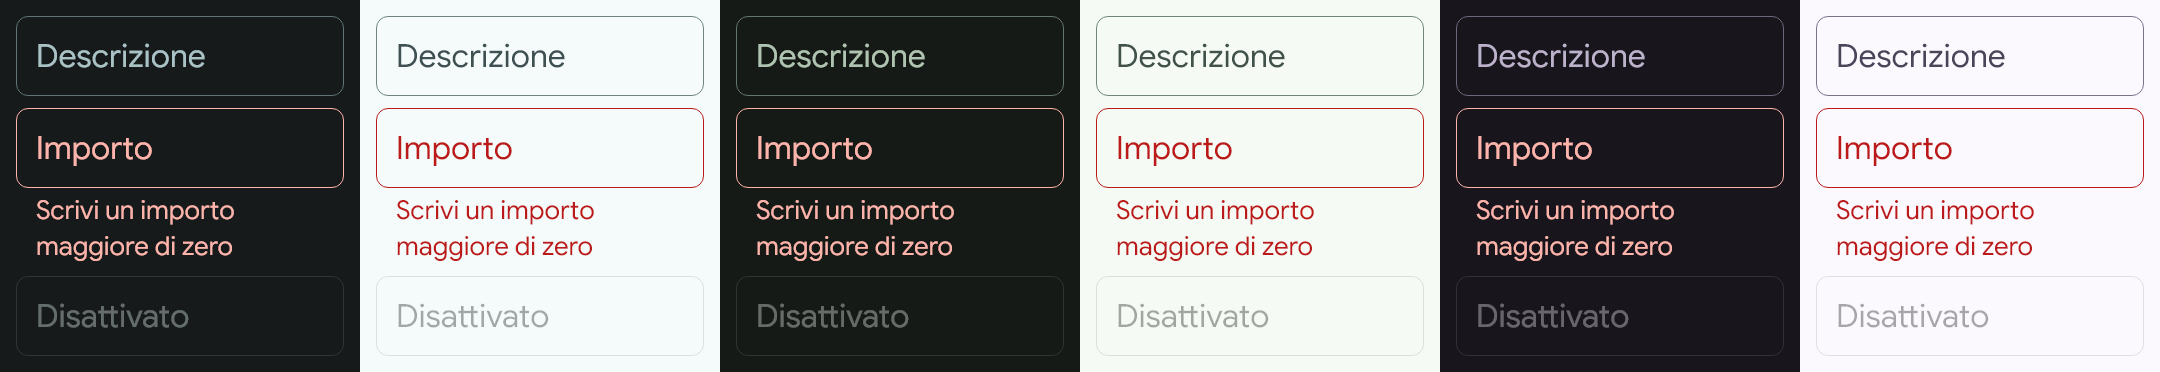 Descrizione
Importo
Scrivi un importo
maggiore di zero
Disattivato
Descrizione
Importo
Scrivi un importo
maggiore di zero
Disattivato
Descrizione
Importo
Scrivi un importo
maggiore di zero
Disattivato
Descrizione
Importo
Scrivi un importo
maggiore di zero
Disattivato
Descrizione
Importo
Scrivi un importo
maggiore di zero
Disattivato
Descrizione
Importo
Scrivi un importo
maggiore di zero
Disattivato